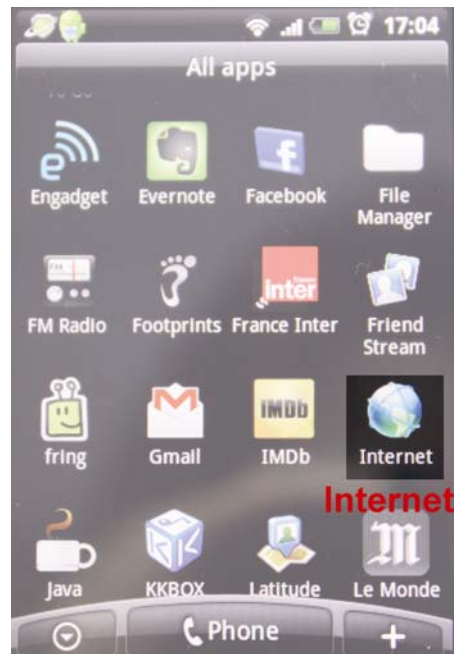 17:04
All apps
Engadget
Evernote
Facebook
File Manager
FM Radio
Footprints
France Inter
Friend Stream
fring
Gmail
IMDb
Internet
Internet
Java
KKBOX
Latitude
Le Monde
Phone